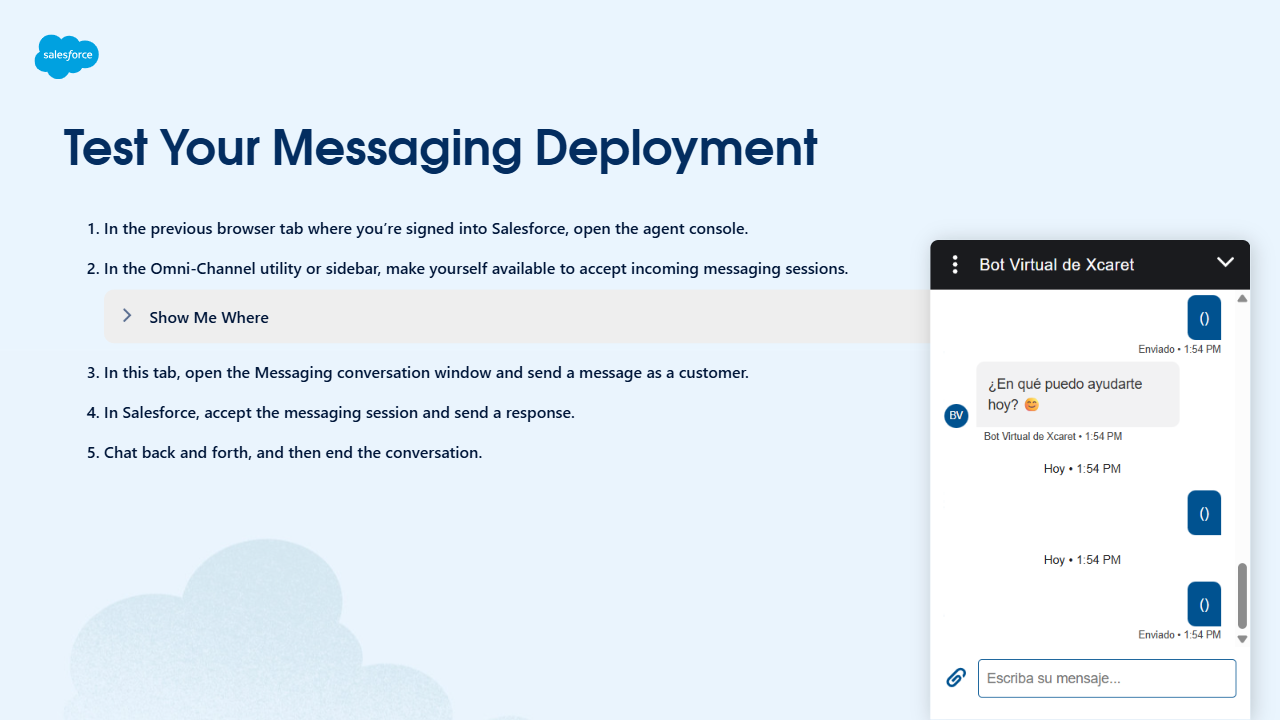 salesforce
Test Your Messaging Deployment
1. In the previous browser tab where you’re signed into Salesforce, open the agent console.
2. In the Omni-Channel utility or sidebar, make yourself available to accept incoming messaging sessions.
Show Me Where
3. In this tab, open the Messaging conversation window and send a message as a customer.
4. In Salesforce, accept the messaging session and send a response.
5. Chat back and forth, and then end the conversation.
Bot Virtual de Xcaret
()
Enviado • 1:54 PM
¿En qué puedo ayudarte
hoy? 😊
BV
Bot Virtual de Xcaret • 1:54 PM
Hoy • 1:54 PM
()
Hoy • 1:54 PM
()
Enviado • 1:54 PM
Escriba su mensaje...